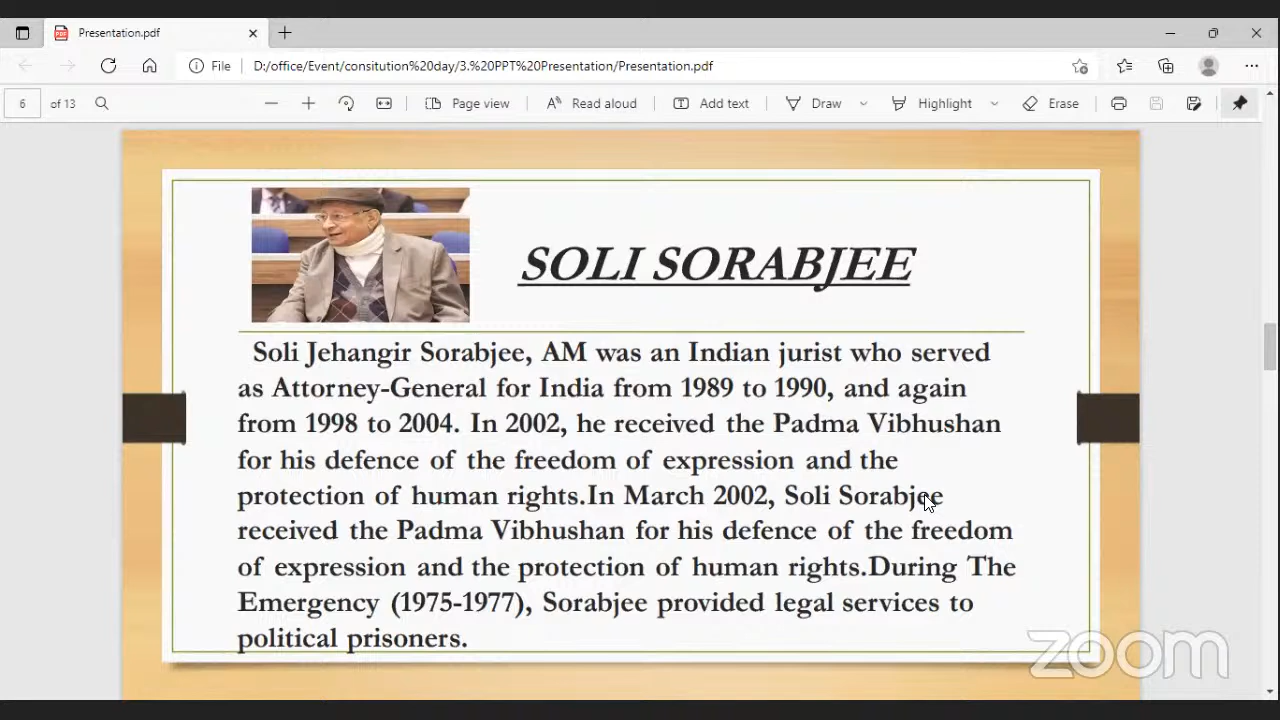 Presentation.pdf
File
D:/office/Event/consitution%20day/3.%20PPT%20Presentation/Presentation.pdf
6 of 13
Page view
Read aloud
Add text
Draw
Highlight
Erase
SOLI SORABJEE
Soli Jehangir Sorabjee, AM was an Indian jurist who served
as Attorney-General for India from 1989 to 1990, and again
from 1998 to 2004. In 2002, he received the Padma Vibhushan
for his defence of the freedom of expression and the
protection of human rights.In March 2002, Soli Sorabjee
received the Padma Vibhushan for his defence of the freedom
of expression and the protection of human rights.During The
Emergency (1975-1977), Sorabjee provided legal services to
political prisoners.
zoom